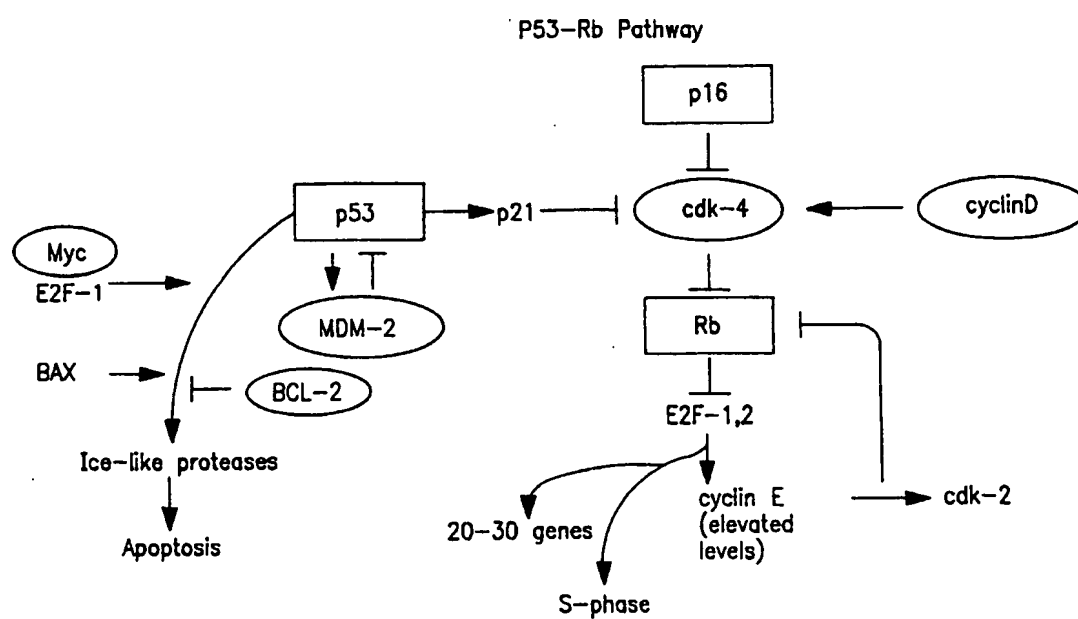 P53-Rb Pathway
p16
p53
p21
cdk-4
cyclinD
Myc
E2F-1
MDM-2
Rb
BAX
BCL-2
E2F-1,2
Ice-like proteases
cyclin E
(elevated
levels)
cdk-2
20-30 genes
Apoptosis
S-phase